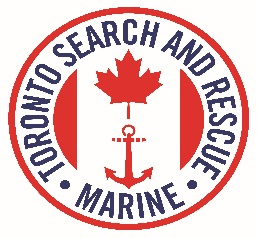 TORONTO SEARCH AND RESCUE
• MARINE •